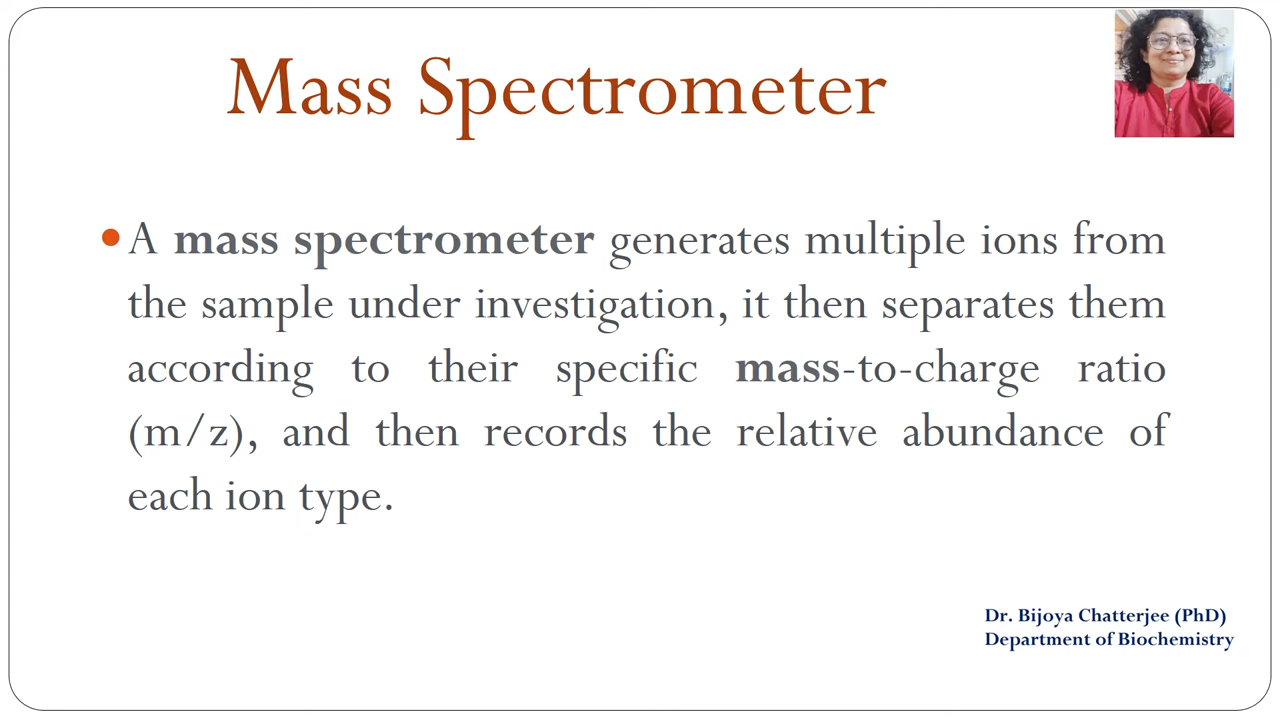 Mass Spectrometer
• A mass spectrometer generates multiple ions from
the sample under investigation, it then separates them
according to their specific mass-to-charge ratio
(m/z), and then records the relative abundance of
each ion type.
Dr. Bijoya Chatterjee (PhD)
Department of Biochemistry